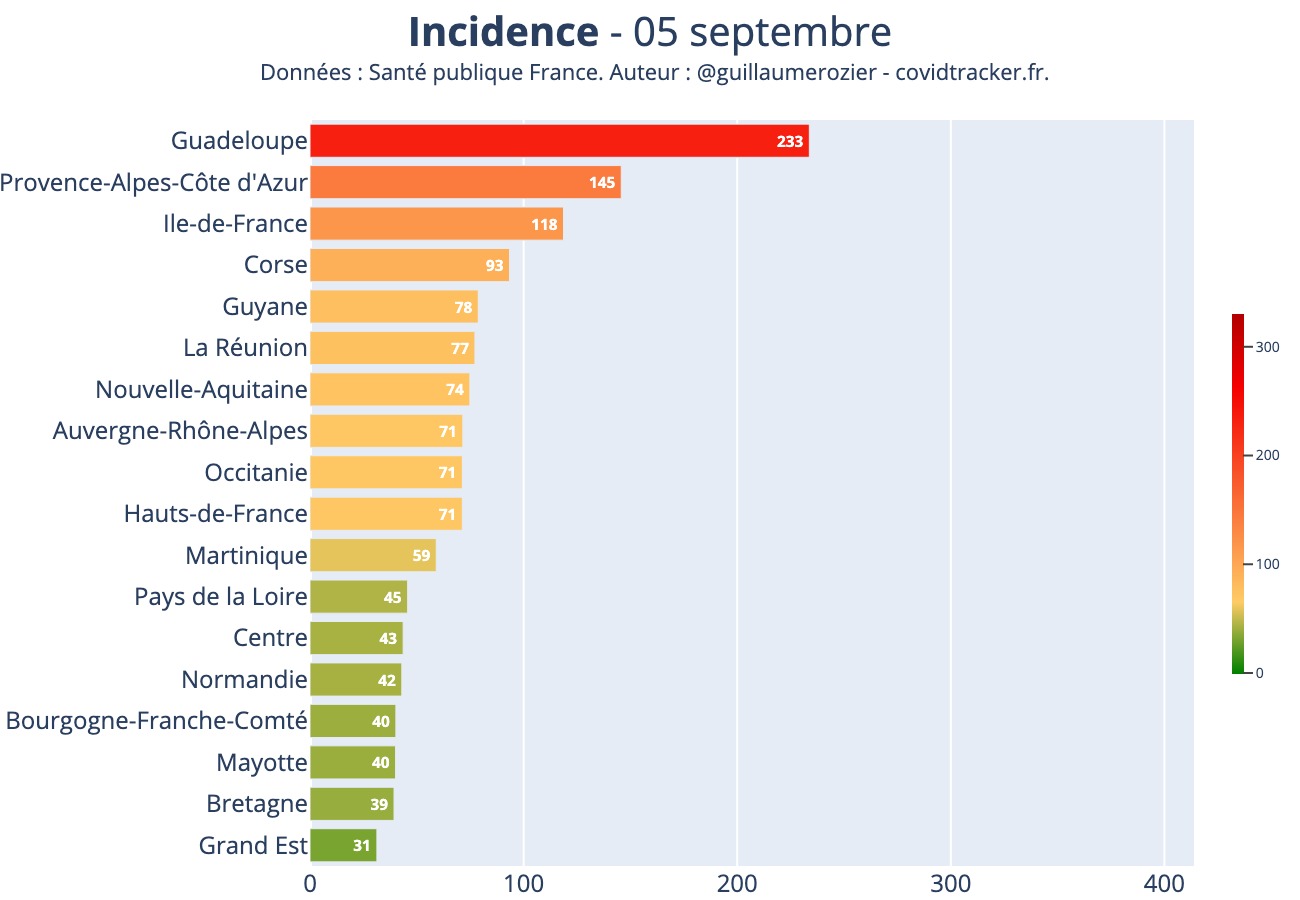 Incidence - 05 septembre
Données : Santé publique France. Auteur : @guillaumerozier - covidtracker.fr.
Guadeloupe 233
Provence-Alpes-Côte d'Azur 145
Ile-de-France 118
Corse 93
Guyane 78
La Réunion 77
Nouvelle-Aquitaine 74
Auvergne-Rhône-Alpes 71
Occitanie 71
Hauts-de-France 71
Martinique 59
Pays de la Loire 45
Centre 43
Normandie 42
Bourgogne-Franche-Comté 40
Mayotte 40
Bretagne 39
Grand Est 31
0 100 200 300 400
300
200
100
0